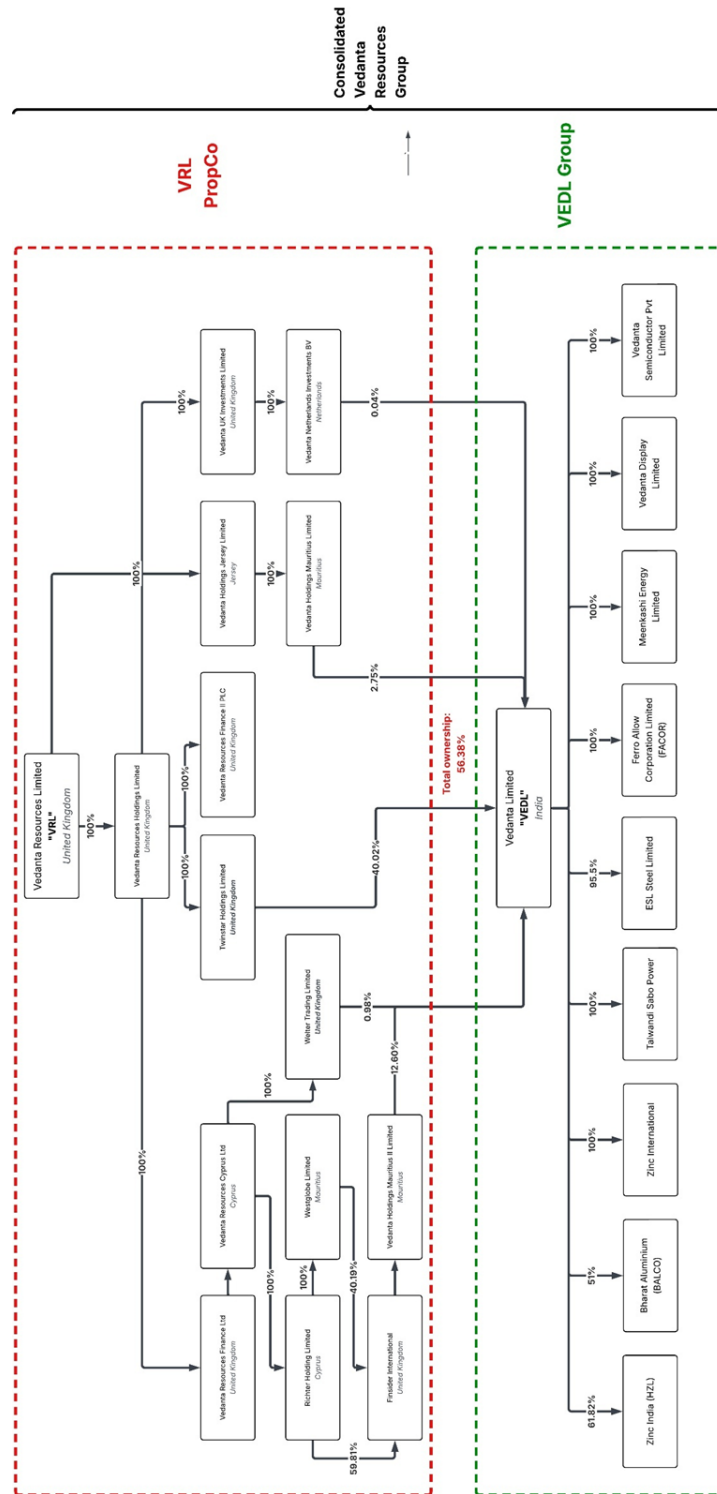 Consolidated
Vedanta
Resources
Group
VRL
PropCo
VEDL Group
Vedanta Resources Limited
"VRL"
United Kingdom
100%
100%
Vedanta Resources Holdings Limited
United Kingdom
100%
100%
100%
100%
100%
Vedanta Resources Finance Ltd
United Kingdom
Vedanta Resources Cyprus Ltd
Cyprus
Twinstar Holdings Limited
United Kingdom
Vedanta Resources Finance II PLC
United Kingdom
Vedanta Holdings Jersey Limited
Jersey
Vedanta UK Investments Limited
United Kingdom
100%
100%
100%
100%
Richter Holding Limited
Cyprus
100%
Westglobe Limited
Mauritius
Welter Trading Limited
United Kingdom
Vedanta Holdings Mauritius Limited
Mauritius
Vedanta Netherlands Investments BV
Netherlands
59.81%
40.19%
0.98%
40.02%
2.75%
0.04%
Finsider International
United Kingdom
Vedanta Holdings Mauritius II Limited
Mauritius
12.60%
Total ownership:
56.38%
Vedanta Limited
"VEDL"
India
61.82%
51%
100%
100%
95.5%
100%
100%
100%
100%
Zinc India (HZL)
Bharat Aluminium
(BALCO)
Zinc International
Talwandi Sabo Power
ESL Steel Limited
Ferro Allow
Corporation Limited
(FACOR)
Meenkashi Energy
Limited
Vedanta Display
Limited
Vedanta
Semiconductor Pvt
Limited